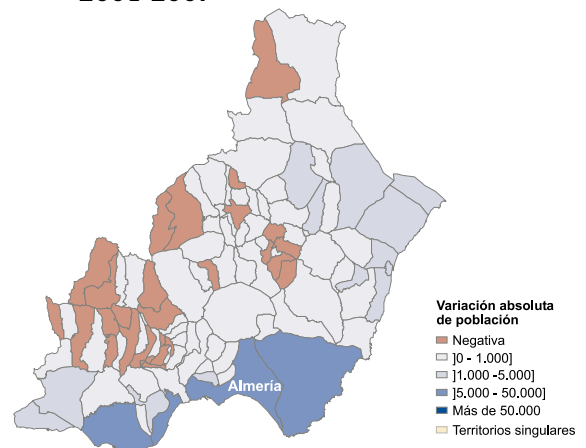 Almería
Variación absoluta
de población
Negativa
]0 - 1.000]
]1.000 -5.000]
]5.000 - 50.000]
Más de 50.000
Territorios singulares